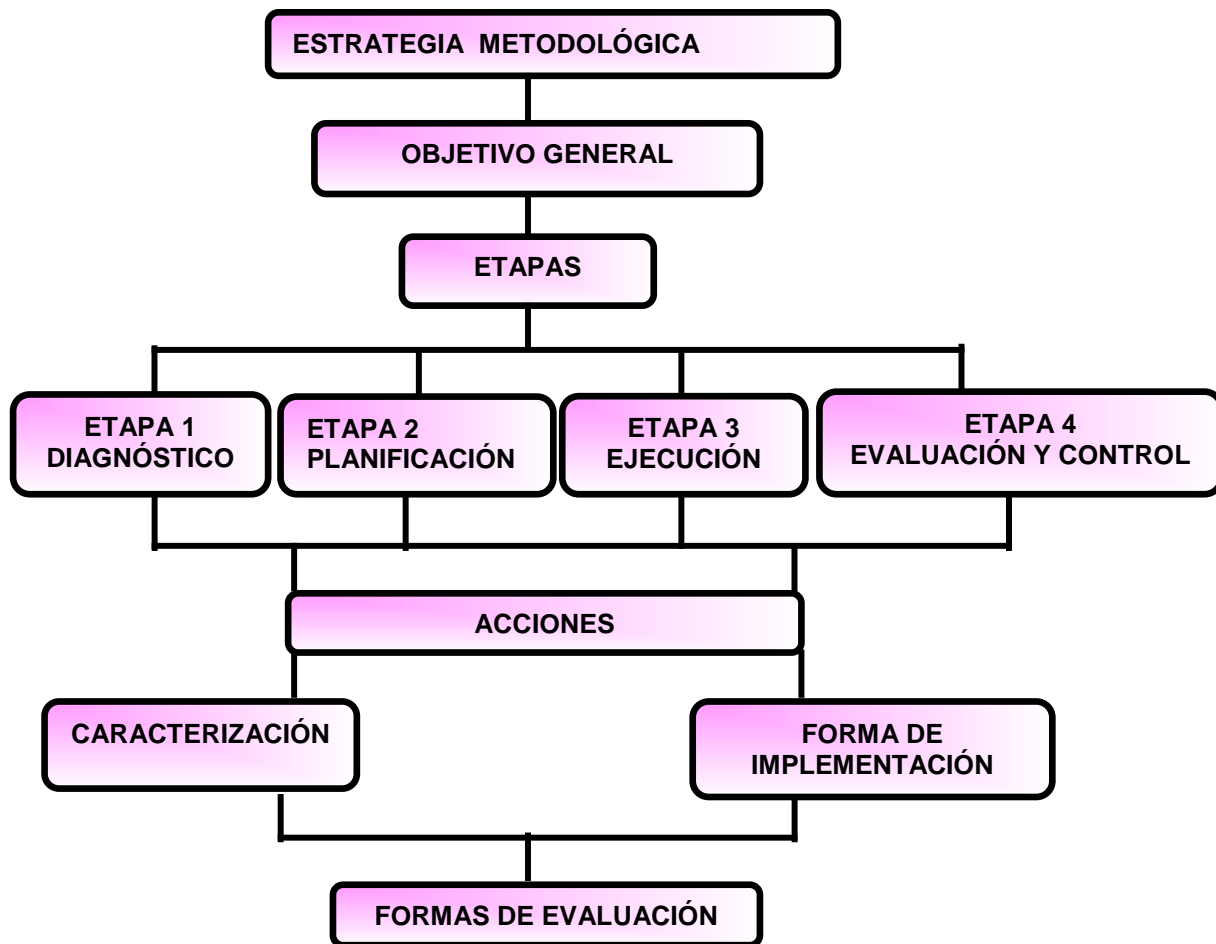 ESTRATEGIA METODOLÓGICA
OBJETIVO GENERAL
ETAPAS
ETAPA 1
DIAGNÓSTICO
ETAPA 2
PLANIFICACIÓN
ETAPA 3
EJECUCIÓN
ETAPA 4
EVALUACIÓN Y CONTROL
ACCIONES
CARACTERIZACIÓN
FORMA DE
IMPLEMENTACIÓN
FORMAS DE EVALUACIÓN